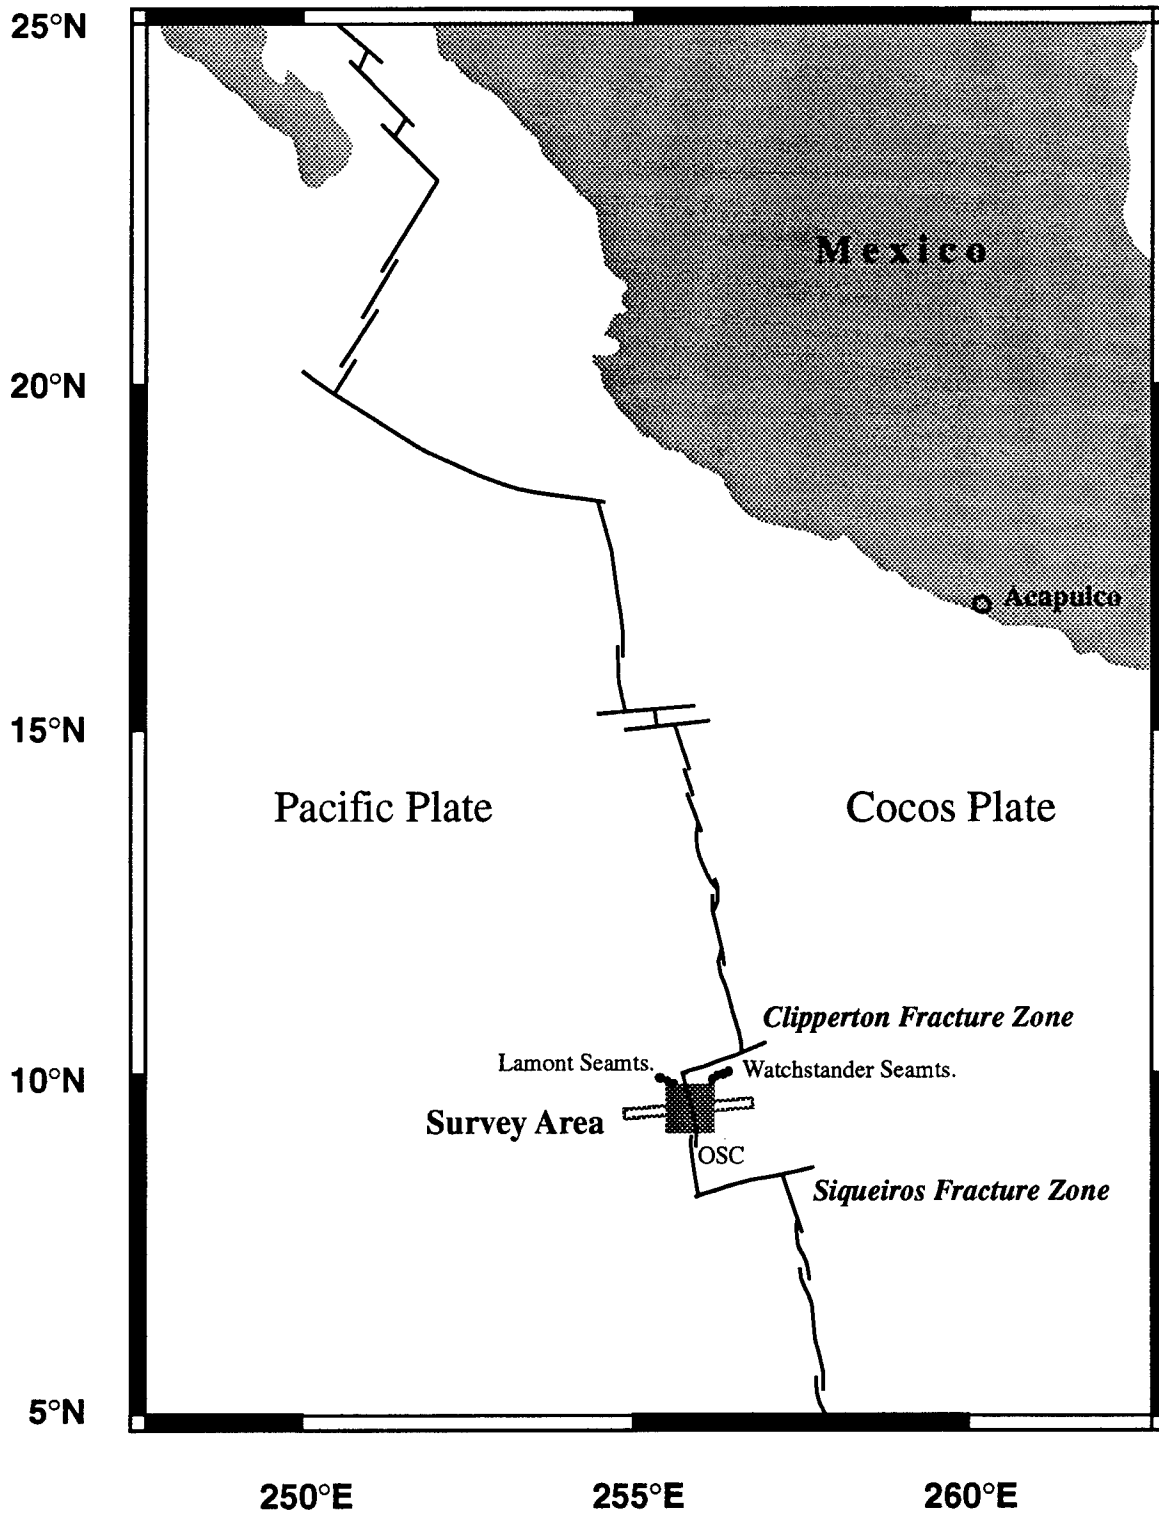 25°N
Mexico
20°N
Acapulco
15°N
Pacific Plate
Cocos Plate
Clipperton Fracture Zone
Lamont Seamts.
Watchstander Seamts.
10°N
Survey Area
OSC
Siqueiros Fracture Zone
5°N
250°E
255°E
260°E